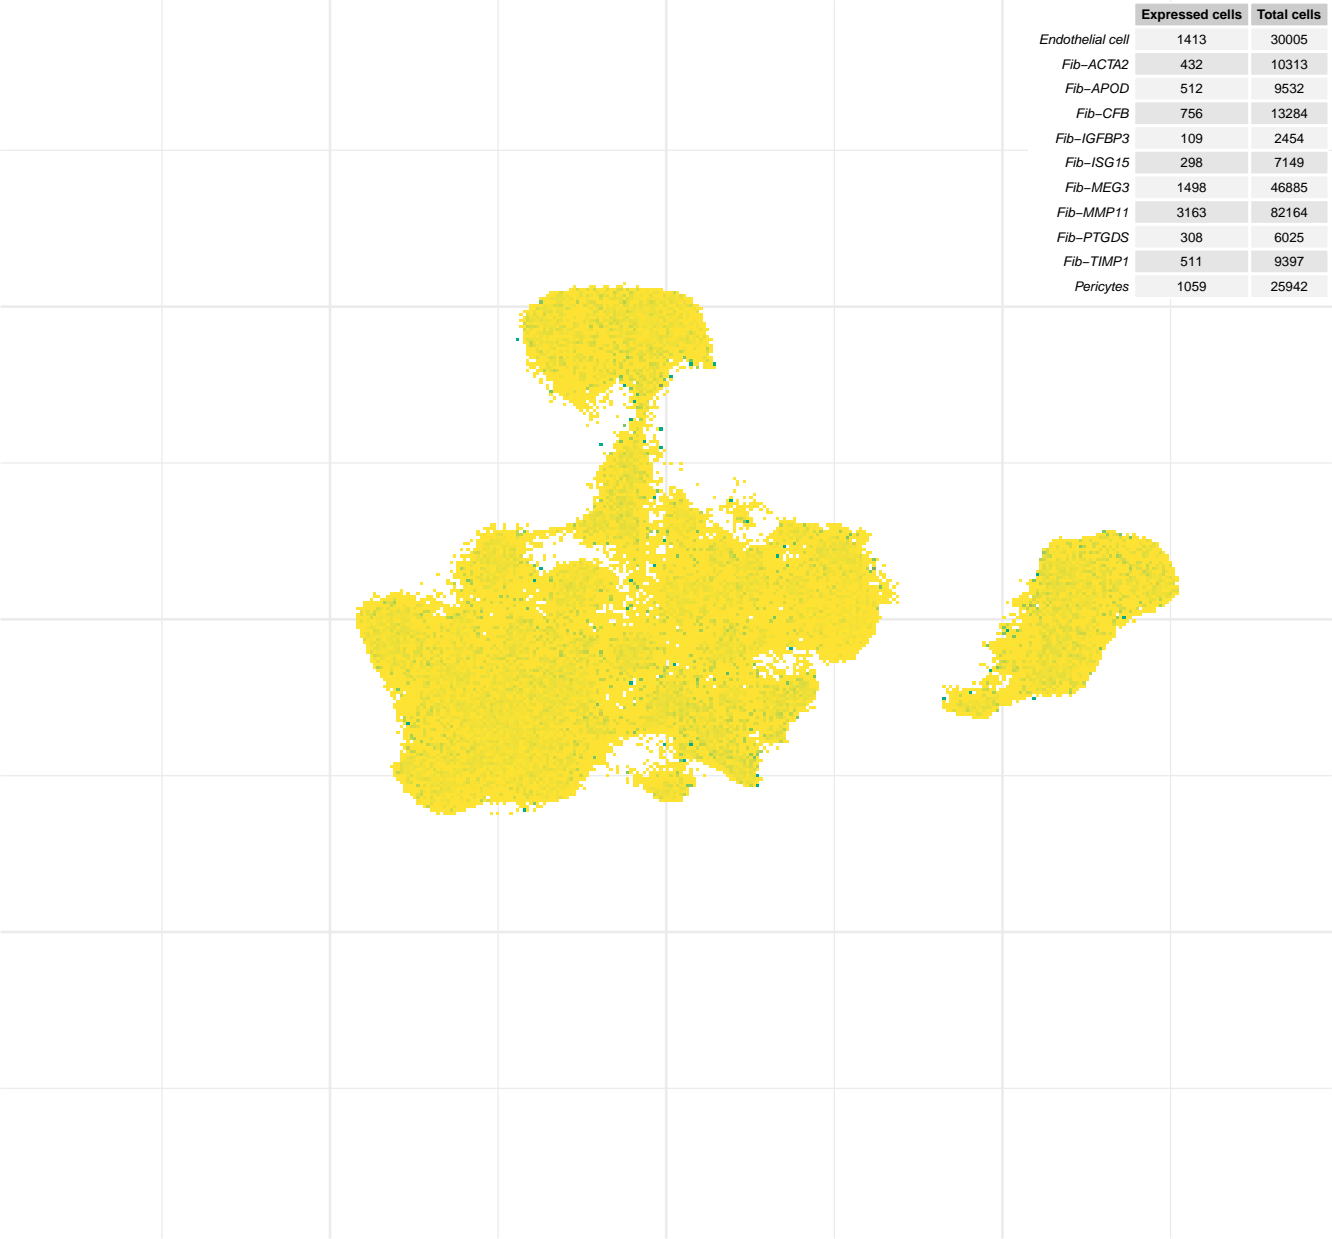 Expressed cells Total cells
Endothelial cell 1413 30005
Fib−ACTA2 432 10313
Fib−APOD 512 9532
Fib−CFB 756 13284
Fib−IGFBP3 109 2454
Fib−ISG15 298 7149
Fib−MEG3 1498 46885
Fib−MMP11 3163 82164
Fib−PTGDS 308 6025
Fib−TIMP1 511 9397
Pericytes 1059 25942